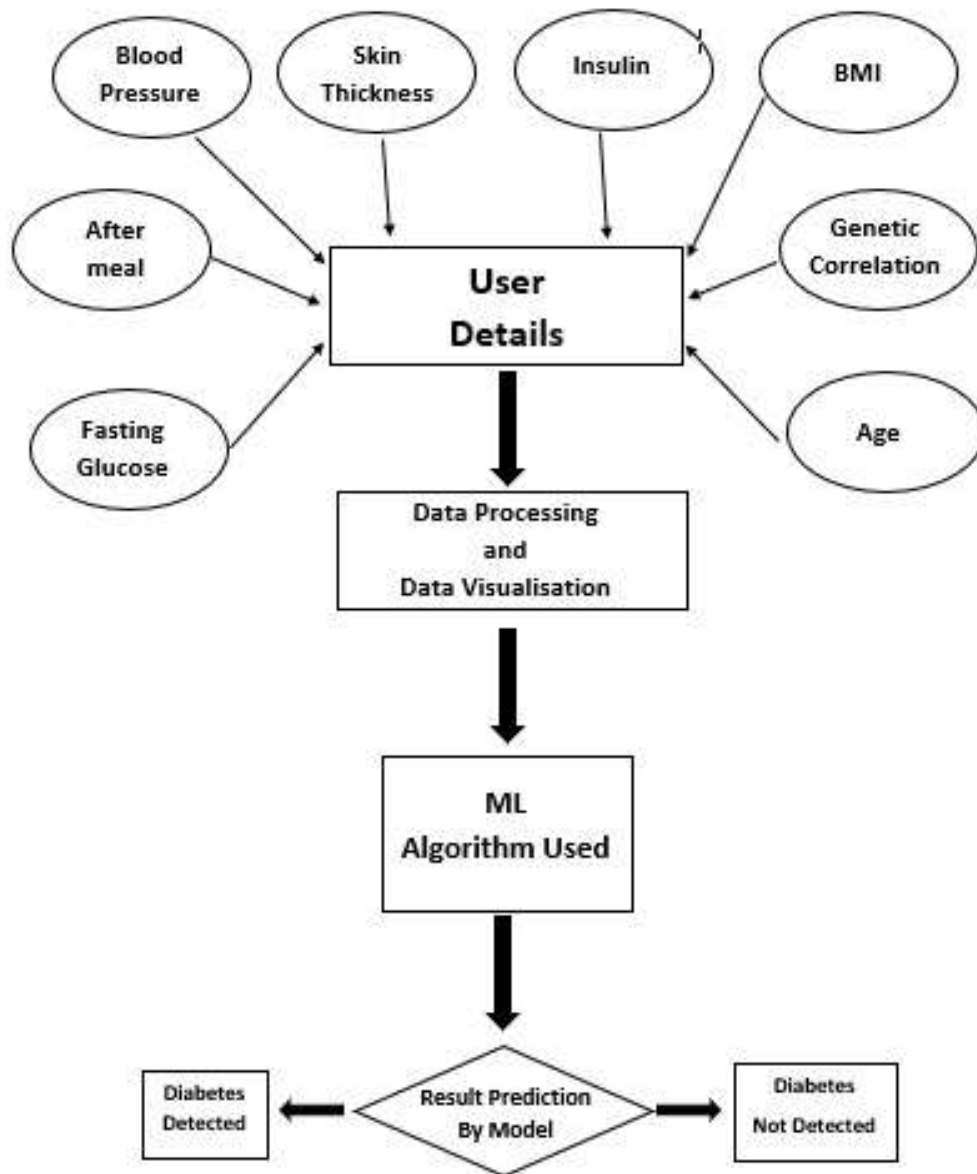 Blood
Pressure
Skin
Thickness
Insulin
BMI
After
meal
Genetic
Correlation
User
Details
Fasting
Glucose
Age
Data Processing
and
Data Visualisation
ML
Algorithm Used
Result Prediction
By Model
Diabetes
Detected
Diabetes
Not Detected